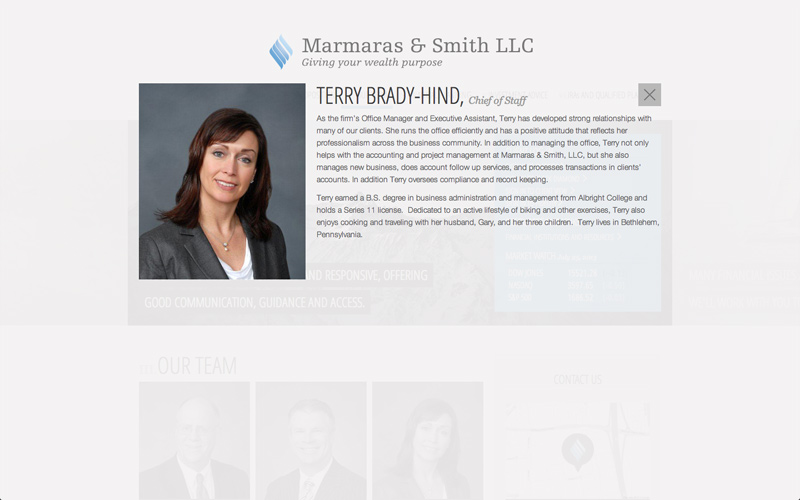 Marmaras & Smith LLC
Giving your wealth purpose
TERRY BRADY-HIND, Chief of Staff
As the firm's Office Manager and Executive Assistant, Terry has developed strong relationships with
many of our clients. She runs the office efficiently and has a positive attitude that reflects her
professionalism across the business community. In addition to managing the office, Terry not only
helps with the accounting and project management at Marmaras & Smith, LLC, but she also
manages new business, does account follow up services, and processes transactions in clients'
accounts. In addition Terry oversees compliance and record keeping.
Terry earned a B.S. degree in business administration and management from Albright College and
holds a Series 11 license. Dedicated to an active lifestyle of biking and other exercises, Terry also
enjoys cooking and traveling with her husband, Gary, and her three children. Terry lives in Bethlehem,
Pennsylvania.
AND RESPONSIVE, OFFERING
GOOD COMMUNICATION, GUIDANCE AND ACCESS.
OUR TEAM
CONTACT US